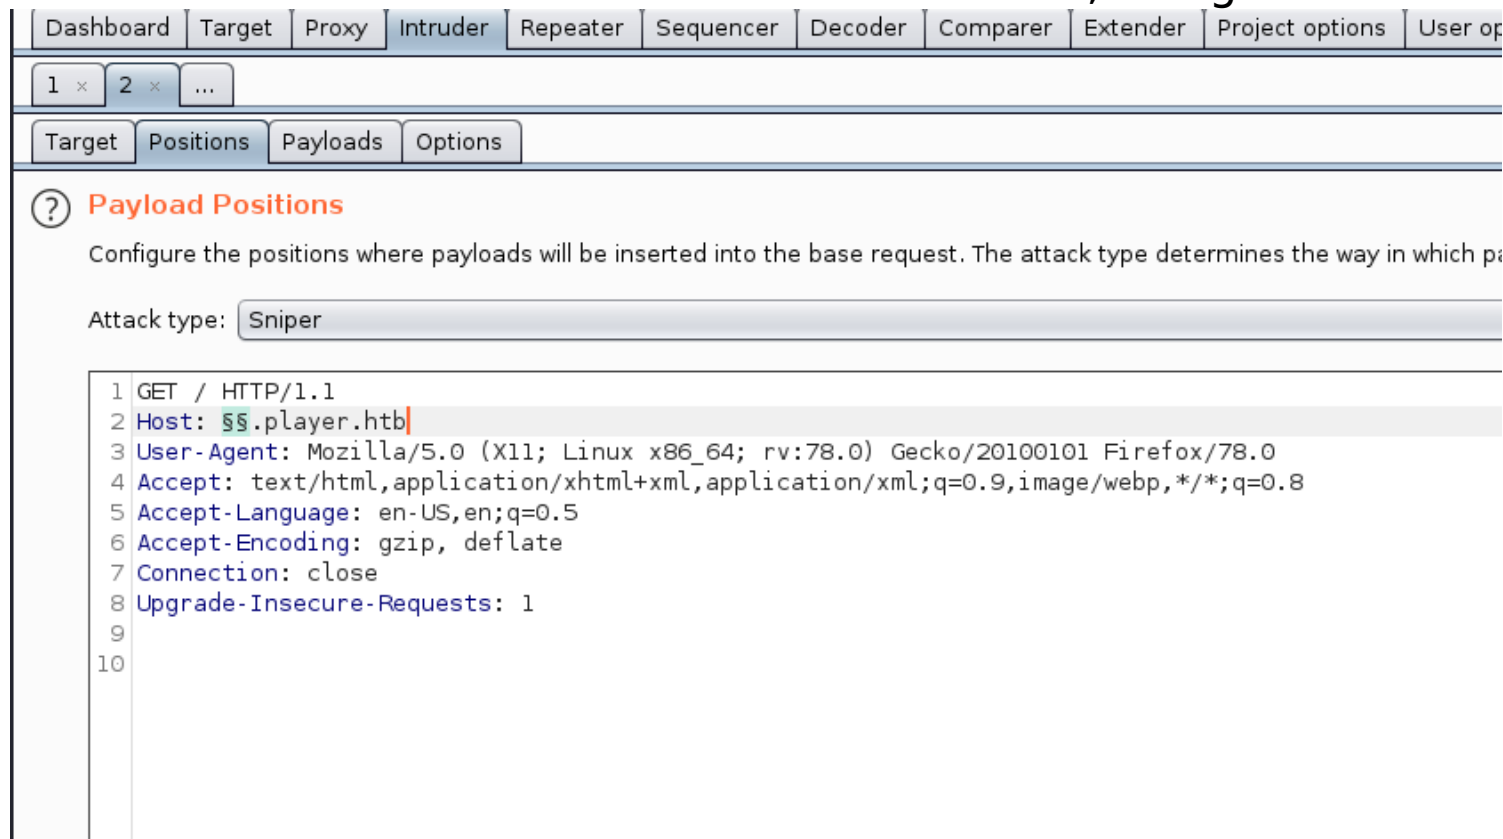 Dashboard Target Proxy Intruder Repeater Sequencer Decoder Comparer Extender Project options User op
1 × 2 × ...
Target Positions Payloads Options
? Payload Positions
Configure the positions where payloads will be inserted into the base request. The attack type determines the way in which pa
Attack type: Sniper
1 GET / HTTP/1.1
2 Host: §§.player.htb
3 User-Agent: Mozilla/5.0 (X11; Linux x86_64; rv:78.0) Gecko/20100101 Firefox/78.0
4 Accept: text/html,application/xhtml+xml,application/xml;q=0.9,image/webp,*/*;q=0.8
5 Accept-Language: en-US,en;q=0.5
6 Accept-Encoding: gzip, deflate
7 Connection: close
8 Upgrade-Insecure-Requests: 1
9
10